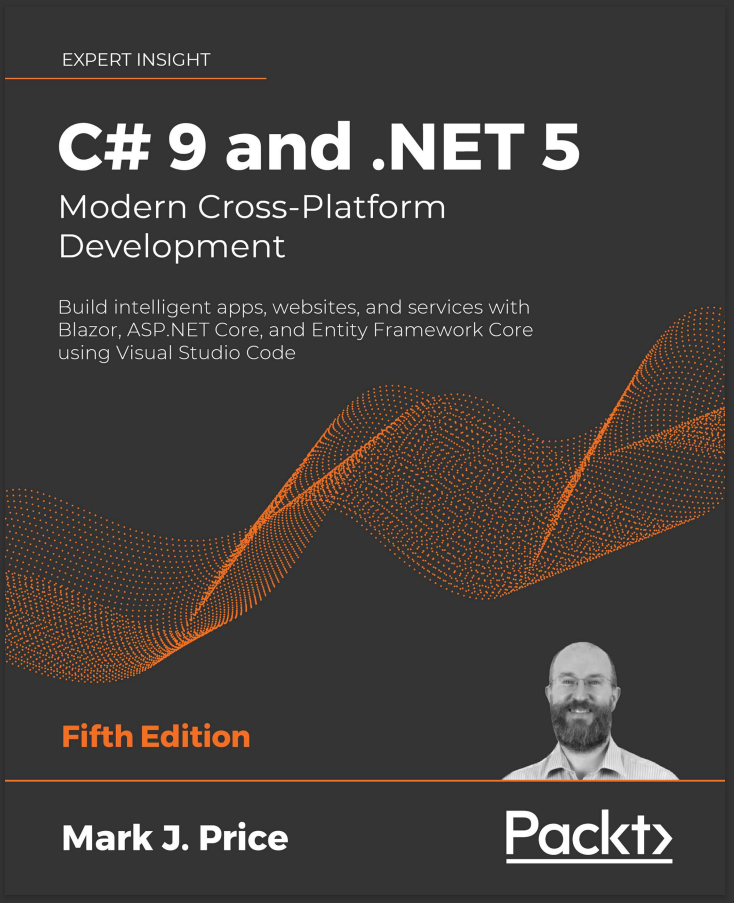 EXPERT INSIGHT
C# 9 and .NET 5
Modern Cross-Platform
Development
Build intelligent apps, websites, and services with
Blazor, ASP.NET Core, and Entity Framework Core
using Visual Studio Code
Fifth Edition
Mark J. Price
Packt>